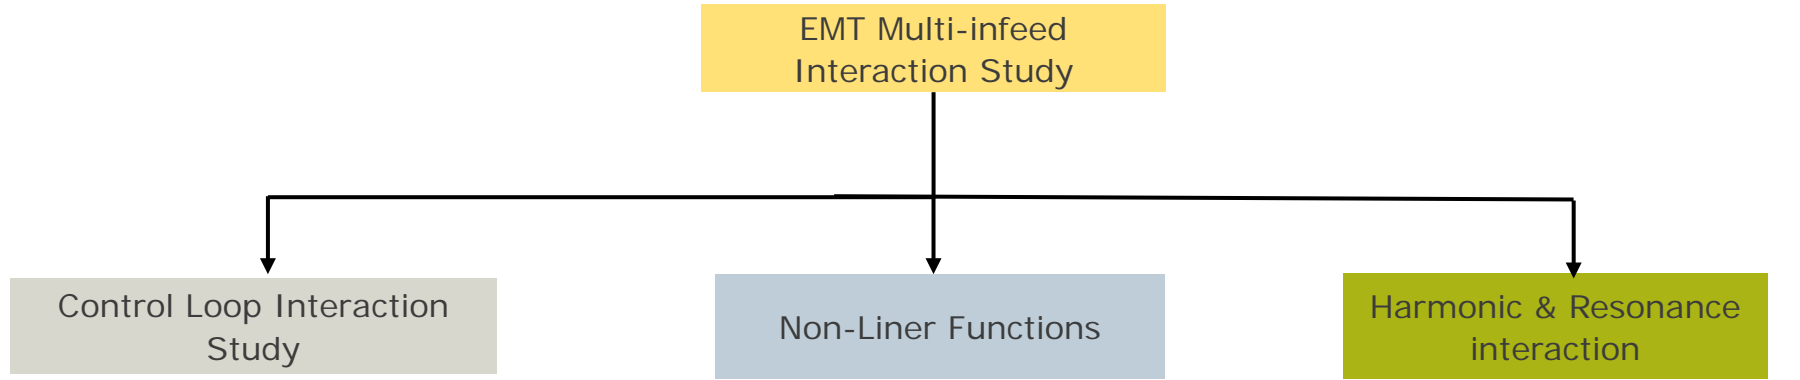 EMT Multi-infeed
Interaction Study
Control Loop Interaction
Study
Non-Liner Functions
Harmonic & Resonance
interaction